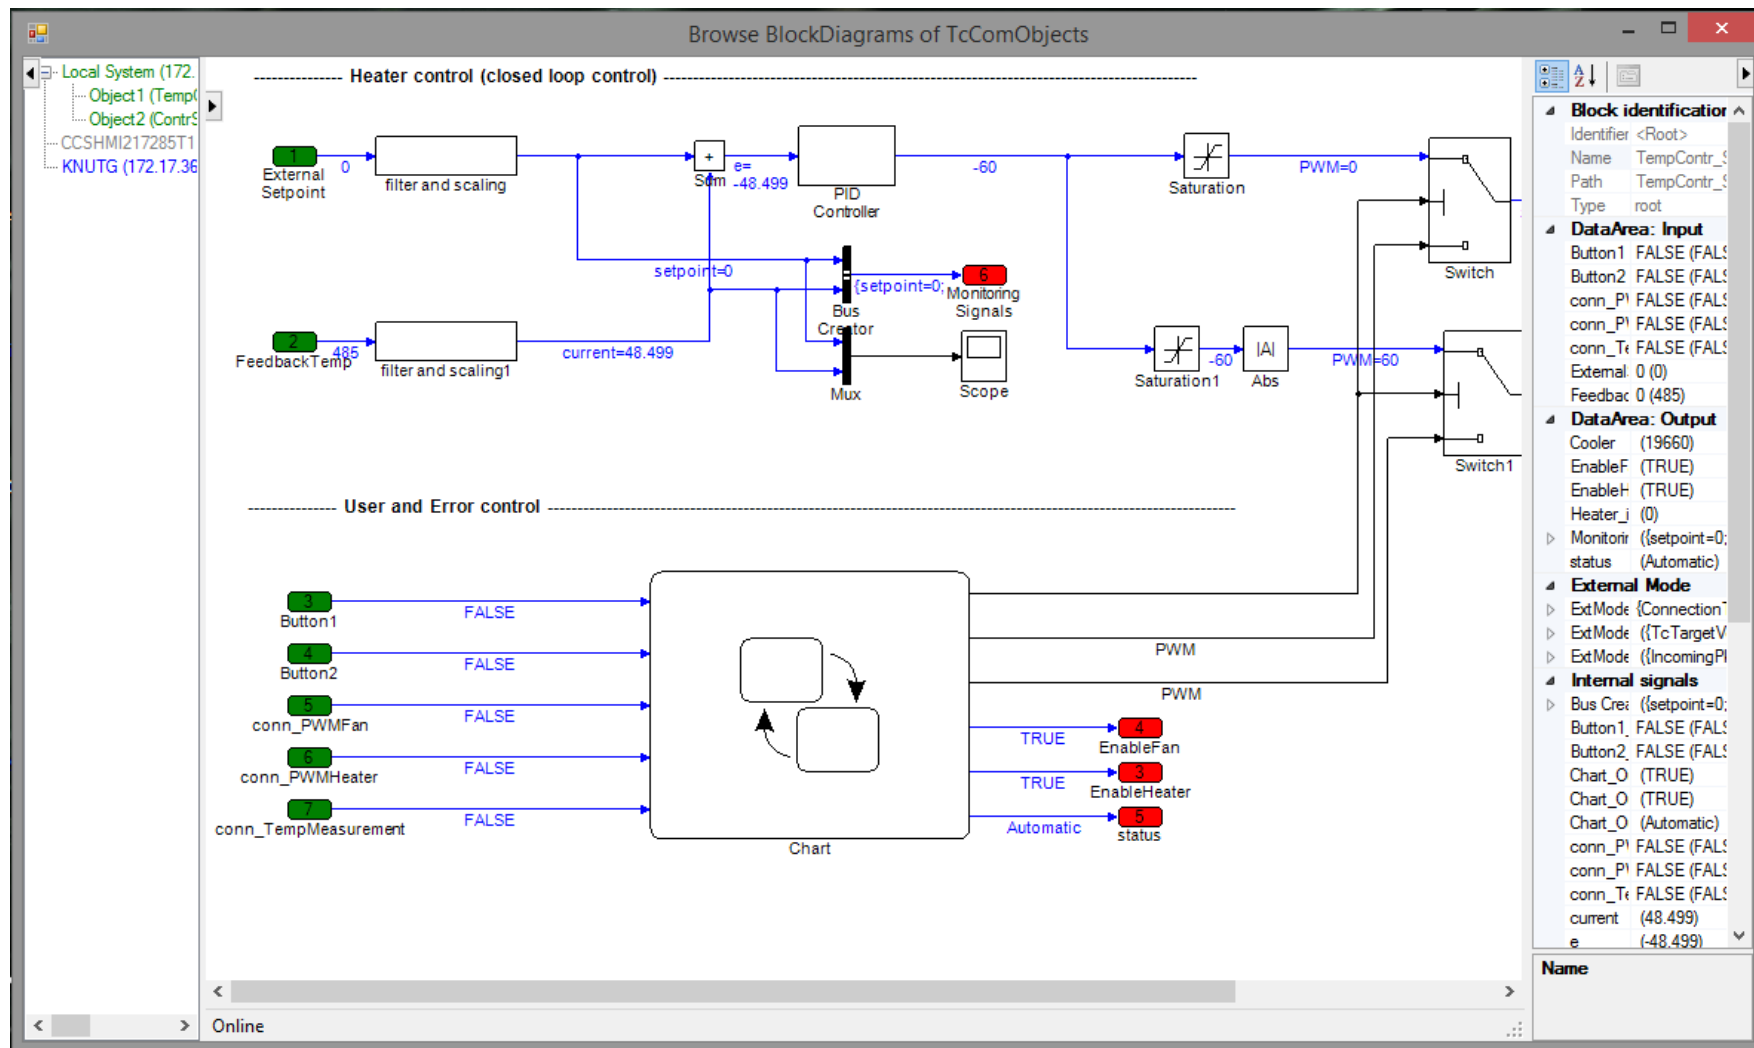 Browse BlockDiagrams of TcComObjects
Local System (172.
Object1 (Temp
Object2 (Contr
CCSHMI217285T1
KNUTG (172.17.36
Heater control (closed loop control)
1
External
Setpoint
0
filter and scaling
+
Sum
e=
-48.499
PID
Controller
-60
Saturation
PWM=0
Switch
setpoint=0
{setpoint=0;
Bus
Creator
6
Monitoring
Signals
2
FeedbackTemp
485
filter and scaling1
current=48.499
Mux
Scope
Saturation1
-60
|A|
Abs
PWM=60
Switch1
User and Error control
3
Button1
FALSE
4
Button2
FALSE
5
conn_PWMFan
FALSE
6
conn_PWMHeater
FALSE
7
conn_TempMeasurement
FALSE
Chart
PWM
PWM
TRUE
4
EnableFan
TRUE
3
EnableHeater
Automatic
5
status
Online
A
Z
Block identification
Identifier <Root>
Name TempContr_
Path TempContr_
Type root
DataArea: Input
Button1 FALSE (FALS
Button2 FALSE (FALS
conn_P FALSE (FALS
conn_P FALSE (FALS
conn_Te FALSE (FALS
External 0 (0)
Feedbac 0 (485)
DataArea: Output
Cooler (19660)
EnableF (TRUE)
EnableH (TRUE)
Heater_i (0)
Monitorin ({setpoint=0;
status (Automatic)
External Mode
ExtMode {Connection
ExtMode ({TcTargetV
ExtMode ({IncomingPl
Internal signals
Bus Crea ({setpoint=0;
Button1_ FALSE (FALS
Button2_ FALSE (FALS
Chart_O (TRUE)
Chart_O (TRUE)
Chart_O (Automatic)
conn_P FALSE (FALS
conn_P FALSE (FALS
conn_Te FALSE (FALS
current (48.499)
e (-48.499)
Name